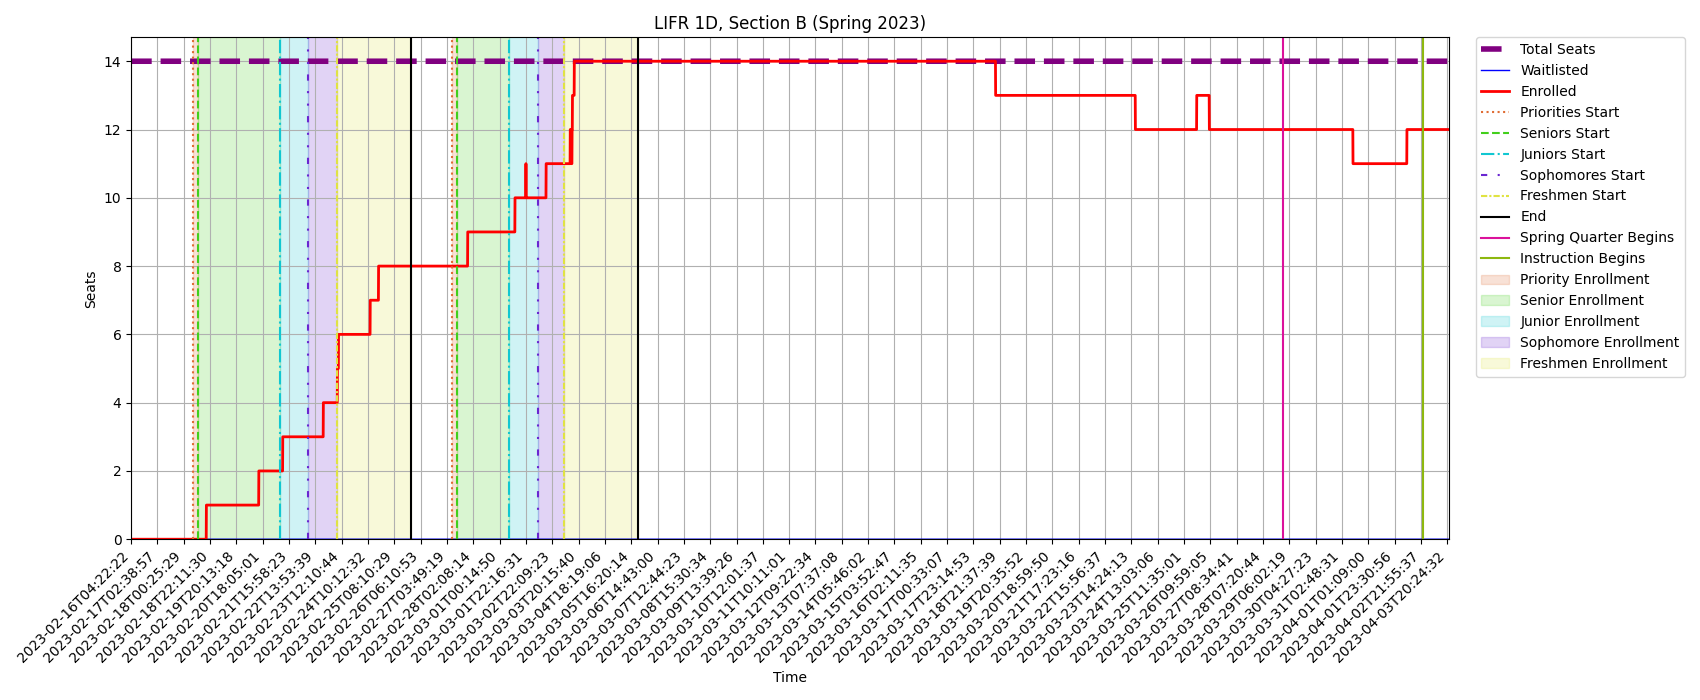 LIFR 1D, Section B (Spring 2023)
Seats
14
12
10
8
6
4
2
0
2023-02-16T04:22:22
2023-02-17T02:38:57
2023-02-18T00:25:29
2023-02-18T22:11:30
2023-02-19T20:13:18
2023-02-20T18:05:01
2023-02-21T15:58:23
2023-02-22T13:53:39
2023-02-23T12:10:44
2023-02-24T10:12:32
2023-02-25T08:10:29
2023-02-26T06:10:53
2023-02-27T03:49:19
2023-02-28T02:08:14
2023-03-01T00:14:50
2023-03-01T22:16:31
2023-03-02T22:09:23
2023-03-03T20:15:40
2023-03-04T18:19:06
2023-03-05T16:20:14
2023-03-06T14:43:00
2023-03-07T12:44:23
2023-03-08T15:30:34
2023-03-09T13:39:26
2023-03-10T12:01:37
2023-03-11T10:11:01
2023-03-12T09:22:34
2023-03-13T07:37:08
2023-03-14T05:46:02
2023-03-15T03:52:47
2023-03-16T02:11:35
2023-03-17T00:33:07
2023-03-17T23:14:53
2023-03-18T21:37:39
2023-03-19T20:35:52
2023-03-20T18:59:50
2023-03-21T17:23:16
2023-03-22T15:56:37
2023-03-23T14:24:13
2023-03-24T13:03:06
2023-03-25T11:35:01
2023-03-26T09:59:05
2023-03-27T08:34:41
2023-03-28T07:20:44
2023-03-29T06:02:19
2023-03-30T04:27:23
2023-03-31T02:48:31
2023-04-01T01:09:00
2023-04-01T23:30:56
2023-04-02T21:55:37
2023-04-03T20:24:32
Time
Total Seats
Waitlisted
Enrolled
Priorities Start
Seniors Start
Juniors Start
Sophomores Start
Freshmen Start
End
Spring Quarter Begins
Instruction Begins
Priority Enrollment
Senior Enrollment
Junior Enrollment
Sophomore Enrollment
Freshmen Enrollment